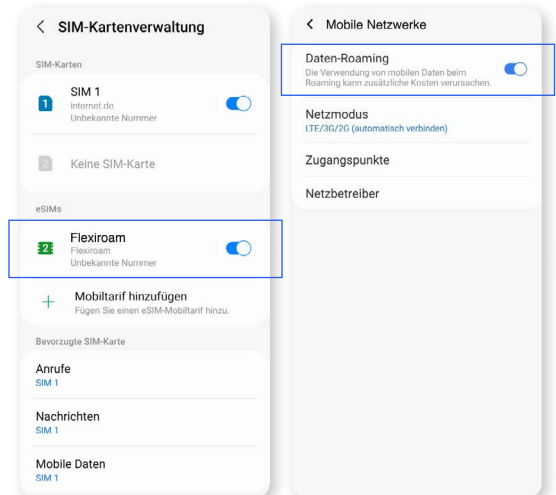 SIM-Kartenverwaltung
SIM-Karten
1
SIM 1
internet.de
Unbekannte Nummer
2
Keine SIM-Karte
eSIMs
2
Flexiroam
Flexiroam
Unbekannte Nummer
Mobiltarif hinzufügen
Fügen Sie einen eSIM-Mobiltarif hinzu.
Bevorzugte SIM-Karte
Anrufe
SIM 1
Nachrichten
SIM 1
Mobile Daten
SIM 1
Mobile Netzwerke
Daten-Roaming
Die Verwendung von mobilen Daten beim
Roaming kann zusätzliche Kosten verursachen.
Netzmodus
LTE/3G/2G (automatisch verbinden)
Zugangspunkte
Netzbetreiber